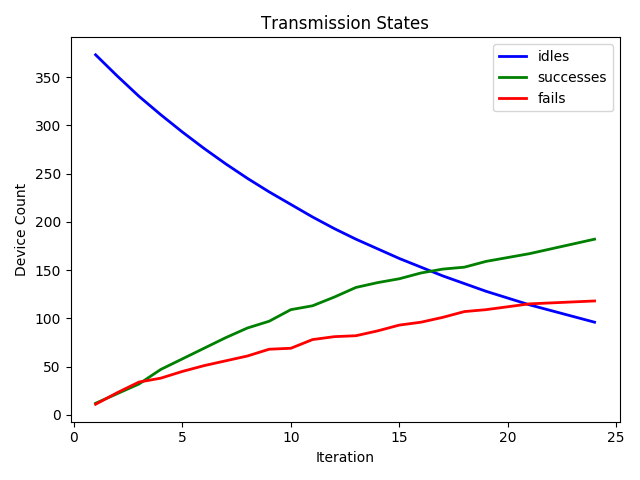 Transmission States
idles
successes
fails
Device Count
350
300
250
200
150
100
50
0
0 5 10 15 20 25
Iteration